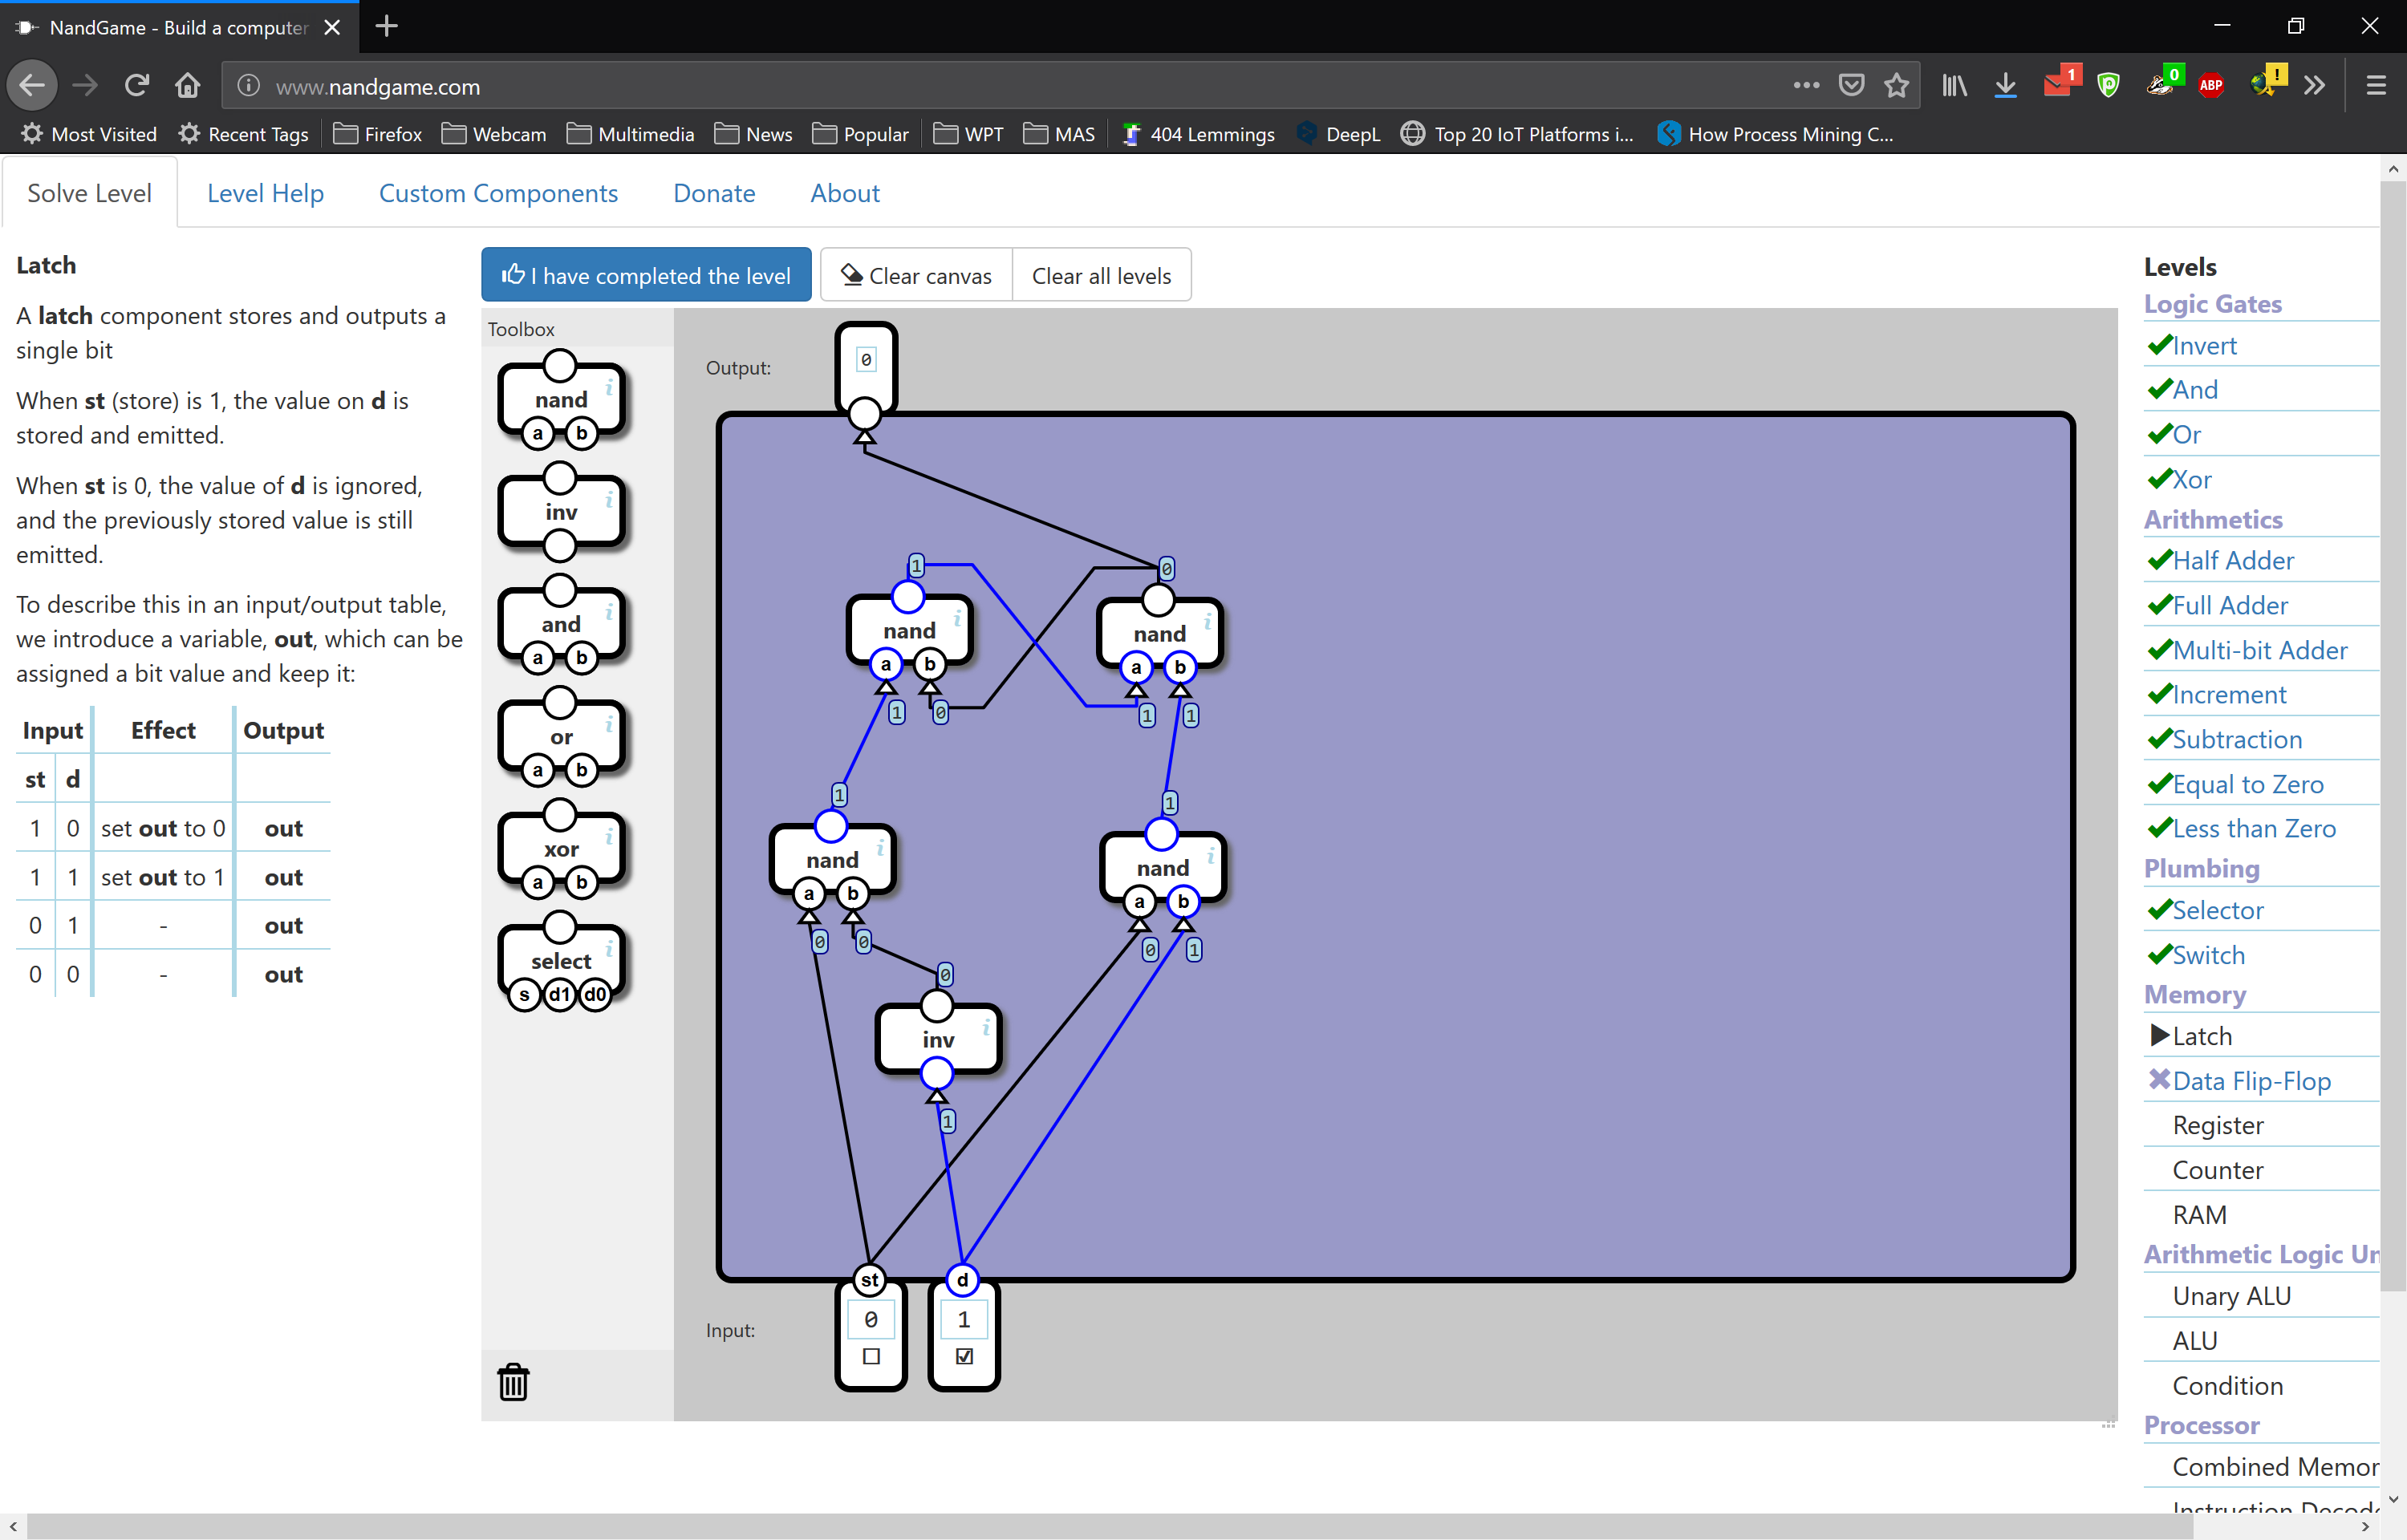 NandGame - Build a computer
www.nandgame.com
1
0
ABP
!
Most Visited
Recent Tags
Firefox
Webcam
Multimedia
News
Popular
WPT
MAS
404 Lemmings
DeepL
Top 20 IoT Platforms i...
How Process Mining C...
Solve Level
Level Help
Custom Components
Donate
About
Latch
A latch component stores and outputs a
single bit
When st (store) is 1, the value on d is
stored and emitted.
When st is 0, the value of d is ignored,
and the previously stored value is still
emitted.
To describe this in an input/output table,
we introduce a variable, out, which can be
assigned a bit value and keep it:
Input Effect Output
st d
1 0 set out to 0 out
1 1 set out to 1 out
0 1 - out
0 0 - out
I have completed the level
Clear canvas
Clear all levels
Toolbox
nand
a b
inv
and
a b
or
a b
xor
a b
select
s d1 d0
Output:
0
1
0
nand
a b
nand
a b
1 0
1 1
1
1
nand
a b
nand
a b
0 0
0 1
0
inv
1
st d
Input:
0 1
Levels
Logic Gates
Invert
And
Or
Xor
Arithmetics
Half Adder
Full Adder
Multi-bit Adder
Increment
Subtraction
Equal to Zero
Less than Zero
Plumbing
Selector
Switch
Memory
Latch
Data Flip-Flop
Register
Counter
RAM
Arithmetic Logic Un
Unary ALU
ALU
Condition
Processor
Combined Memor